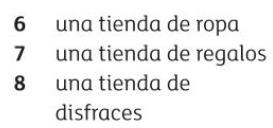 6 una tienda de ropa
7 una tienda de regalos
8 una tienda de
disfraces